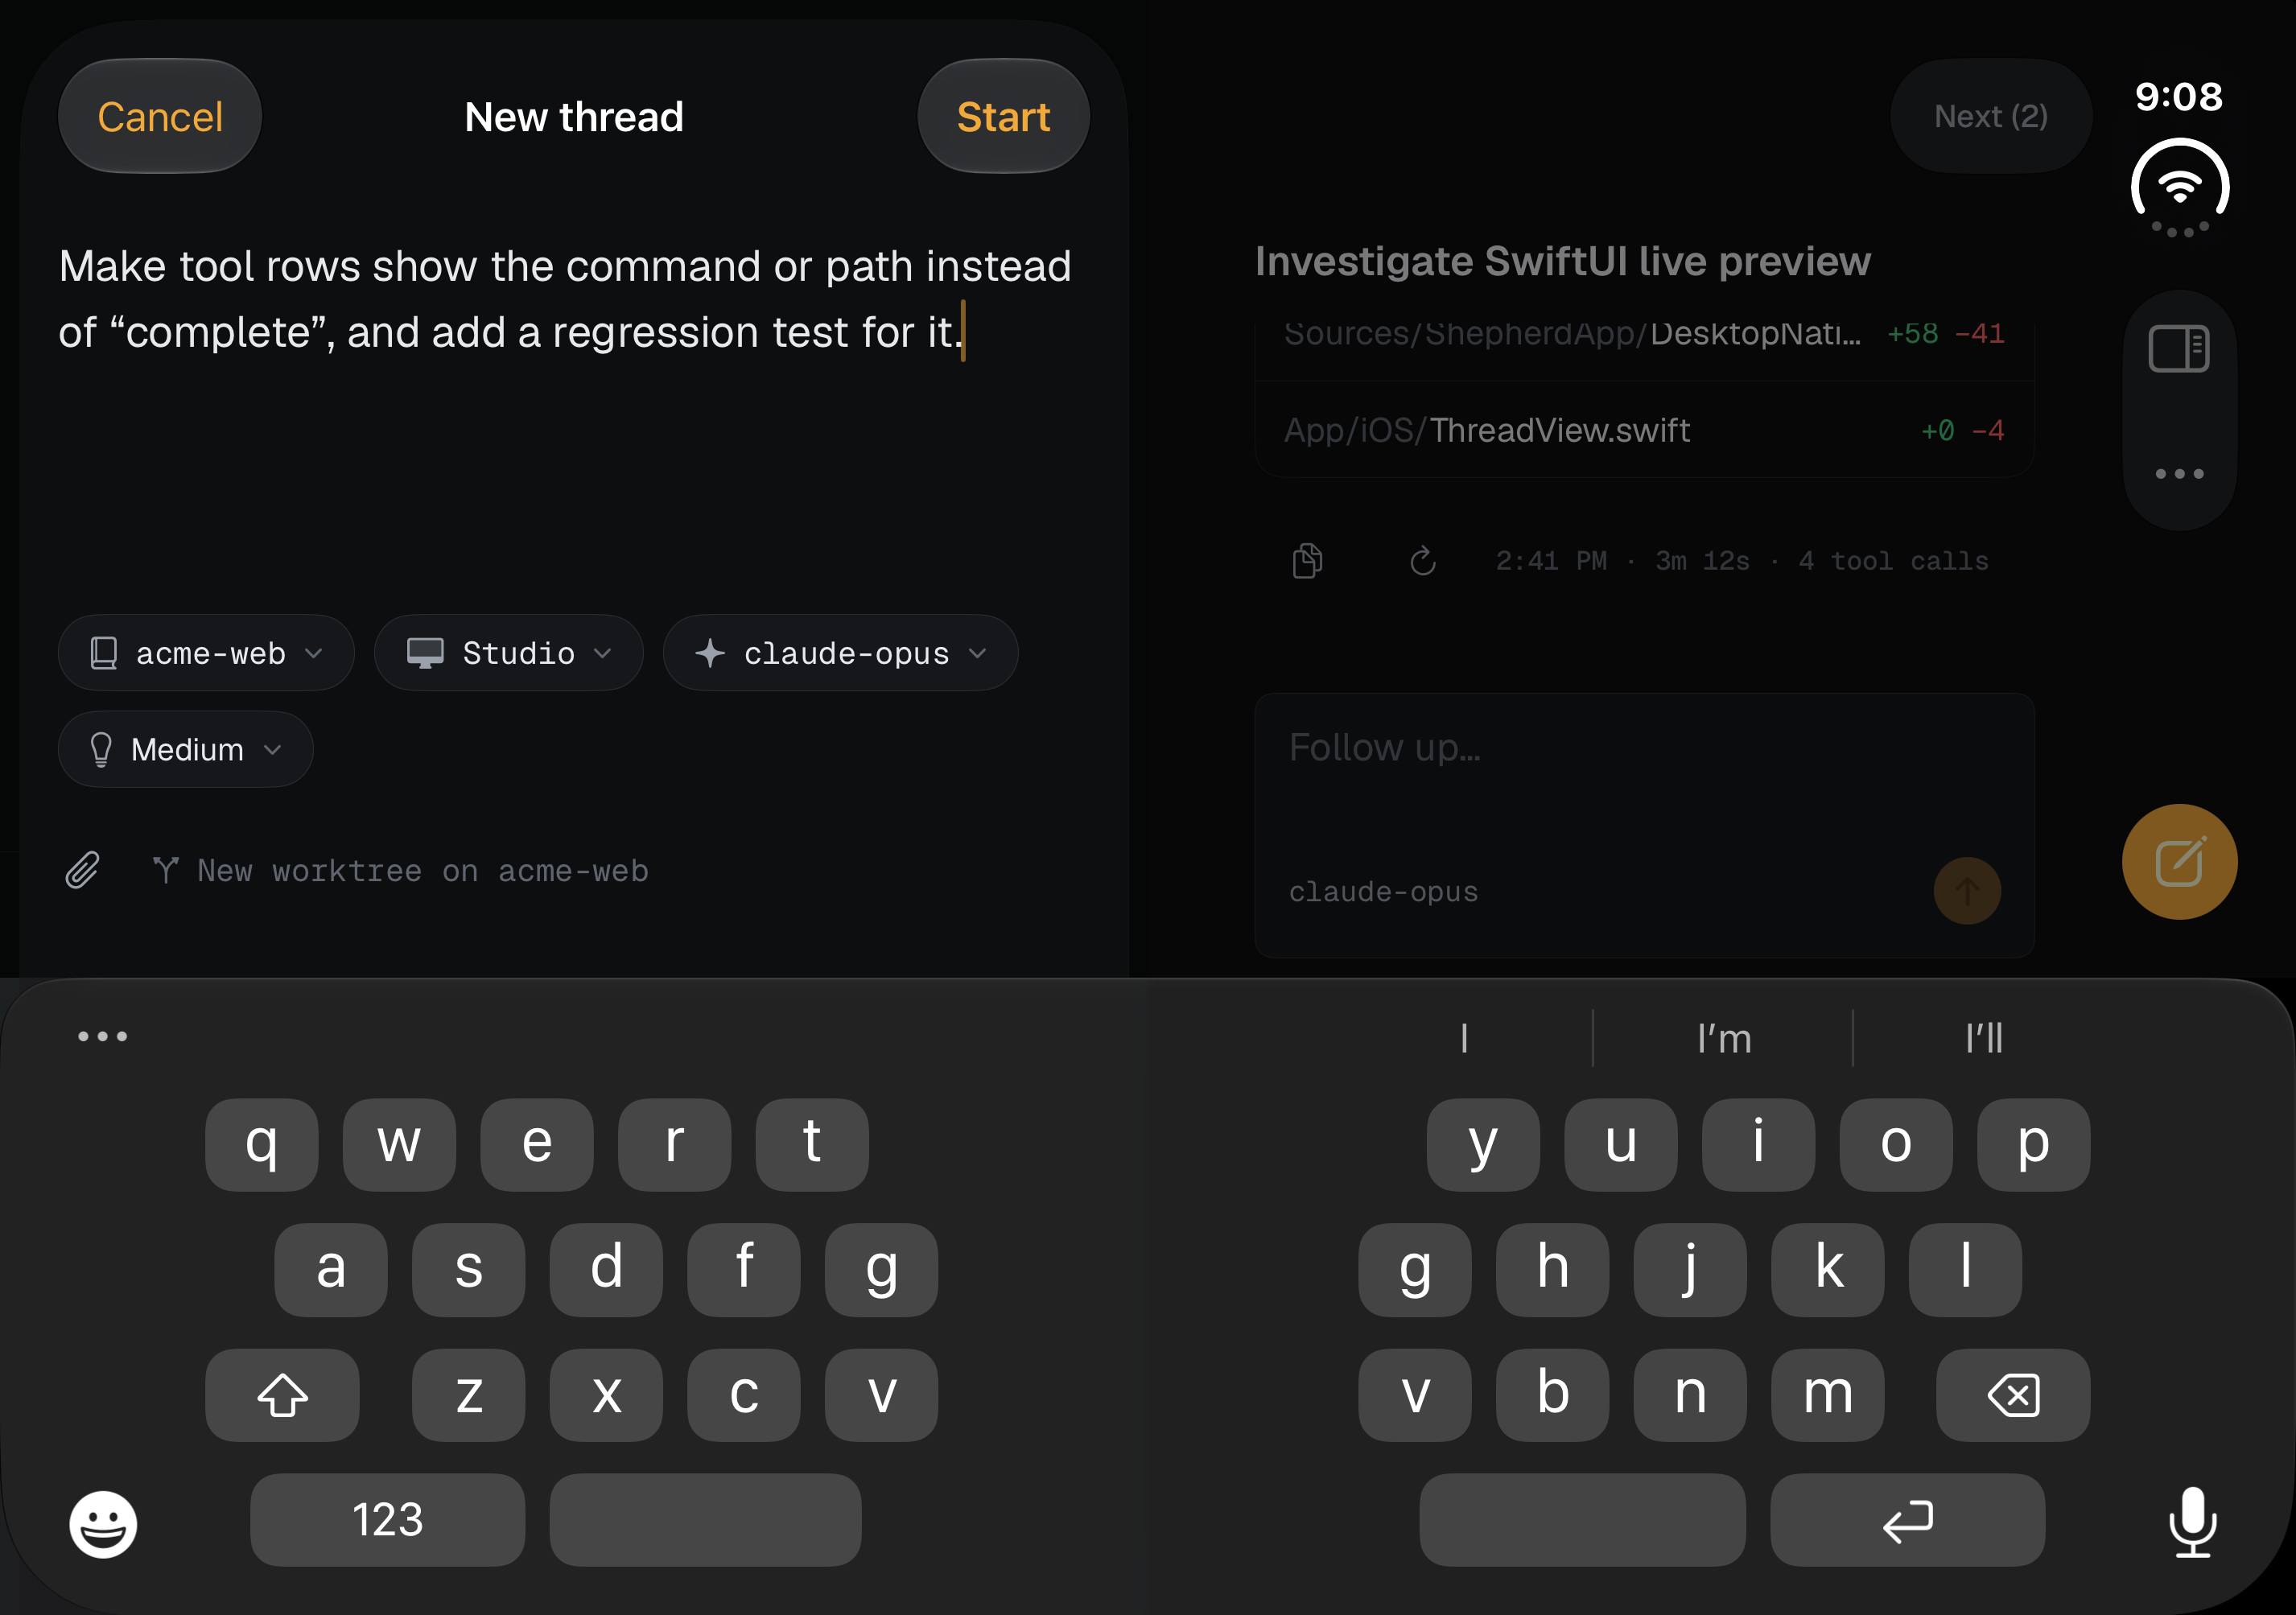 Cancel
New thread
Start
Make tool rows show the command or path instead
of “complete”, and add a regression test for it.
acme-web
Studio
claude-opus
Medium
New worktree on acme-web
Next (2)
9:08
Investigate SwiftUI live preview
Sources/ShepherdApp/DesktopNati... +58 −41
App/iOS/ThreadView.swift +0 −4
2:41 PM · 3m 12s · 4 tool calls
Follow up...
claude-opus
I I’m I’ll
q w e r t y u i o p
a s d f g g h j k l
z x c v v b n m
123